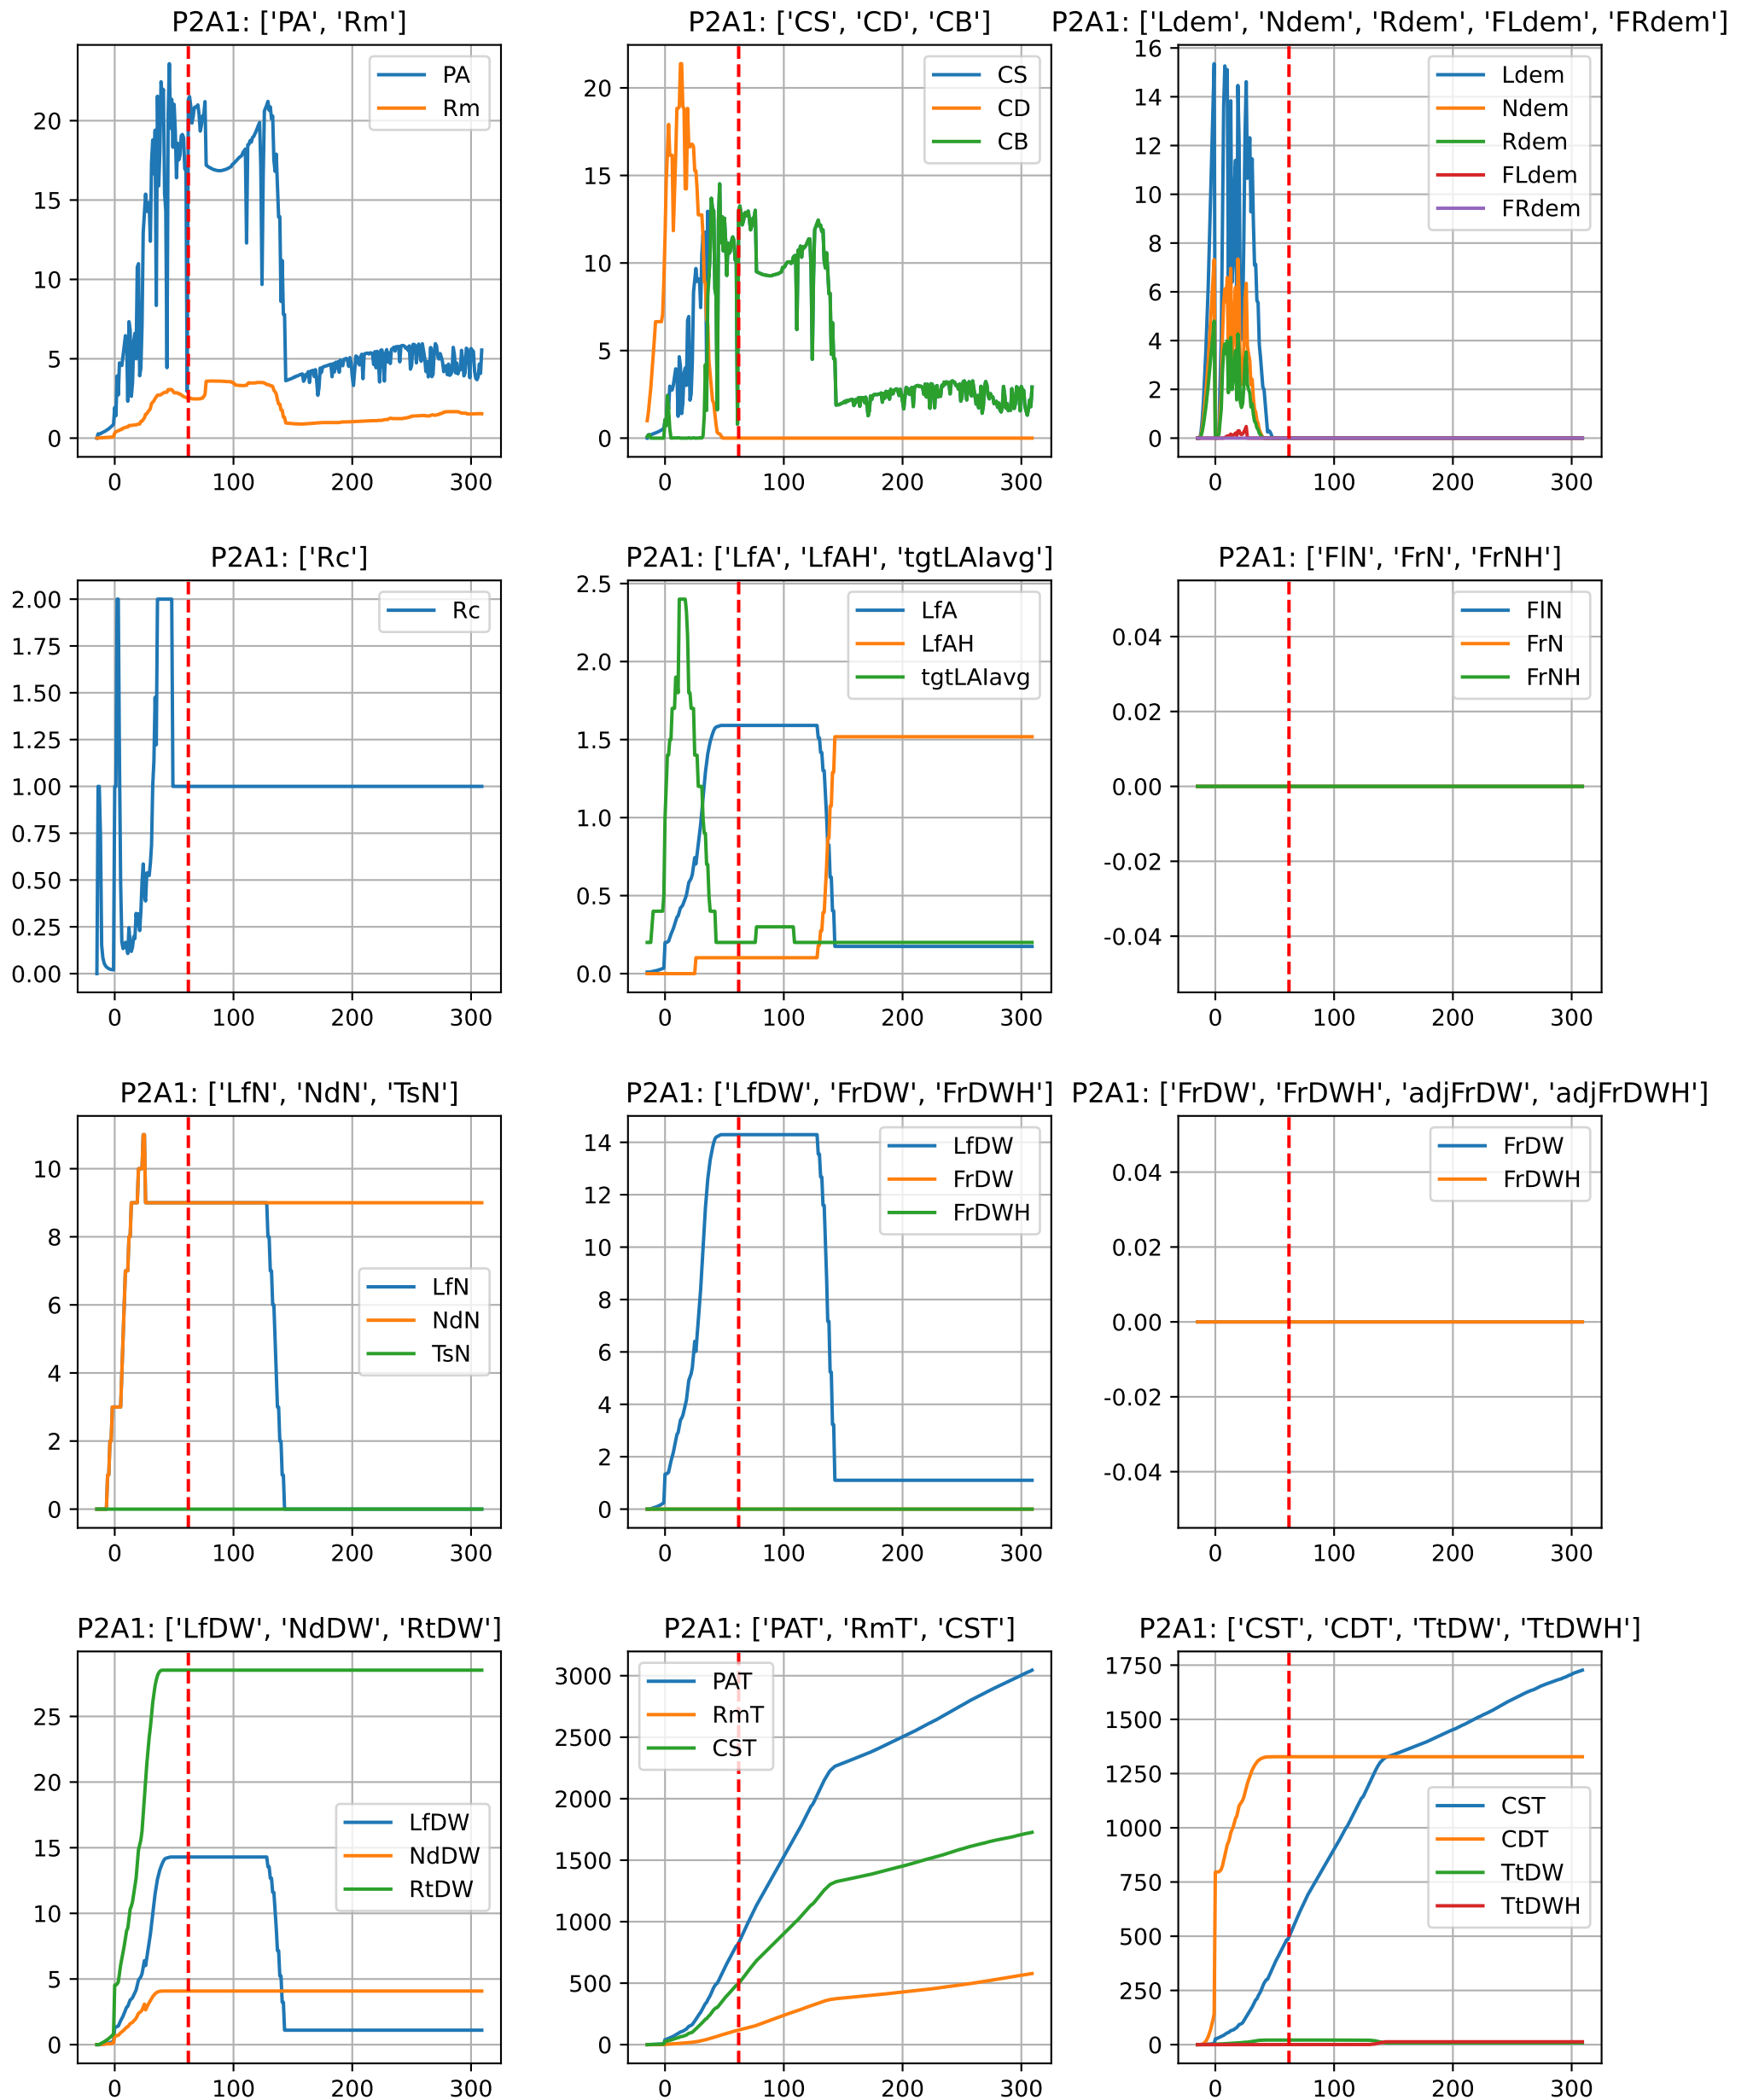 P2A1: ['PA', 'Rm']
PA
Rm
20
15
10
5
0
0 100 200 300
P2A1: ['CS', 'CD', 'CB']
CS
CD
CB
20
15
10
5
0
0 100 200 300
P2A1: ['Ldem', 'Ndem', 'Rdem', 'FLdem', 'FRdem']
Ldem
Ndem
Rdem
FLdem
FRdem
16
14
12
10
8
6
4
2
0
0 100 200 300
P2A1: ['Rc']
Rc
2.00
1.75
1.50
1.25
1.00
0.75
0.50
0.25
0.00
0 100 200 300
P2A1: ['LfA', 'LfAH', 'tgtLAIavg']
LfA
LfAH
tgtLAIavg
2.5
2.0
1.5
1.0
0.5
0.0
0 100 200 300
P2A1: ['FlN', 'FrN', 'FrNH']
FlN
FrN
FrNH
0.04
0.02
0.00
-0.02
-0.04
0 100 200 300
P2A1: ['LfN', 'NdN', 'TsN']
LfN
NdN
TsN
10
8
6
4
2
0
0 100 200 300
P2A1: ['LfDW', 'FrDW', 'FrDWH']
LfDW
FrDW
FrDWH
14
12
10
8
6
4
2
0
0 100 200 300
P2A1: ['FrDW', 'FrDWH', 'adjFrDW', 'adjFrDWH']
FrDW
FrDWH
0.04
0.02
0.00
-0.02
-0.04
0 100 200 300
P2A1: ['LfDW', 'NdDW', 'RtDW']
LfDW
NdDW
RtDW
25
20
15
10
5
0
0 100 200 300
P2A1: ['PAT', 'RmT', 'CST']
PAT
RmT
CST
3000
2500
2000
1500
1000
500
0
0 100 200 300
P2A1: ['CST', 'CDT', 'TtDW', 'TtDWH']
CST
CDT
TtDW
TtDWH
1750
1500
1250
1000
750
500
250
0
0 100 200 300